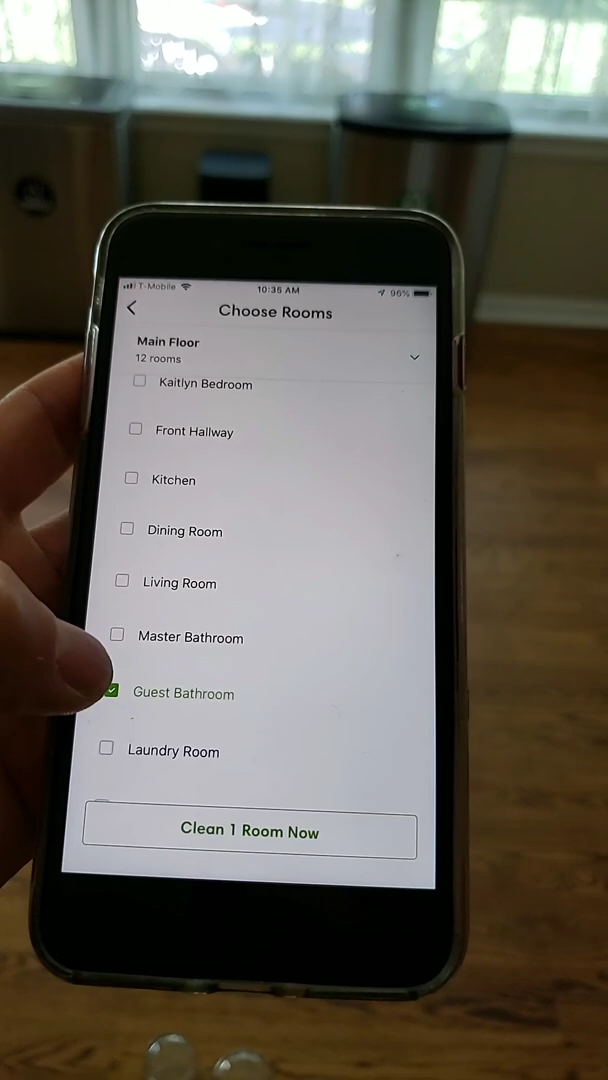 T-Mobile 10:35 AM 96%
Choose Rooms
Main Floor
12 rooms
Kaitlyn Bedroom
Front Hallway
Kitchen
Dining Room
Living Room
Master Bathroom
Guest Bathroom
Laundry Room
Clean 1 Room Now